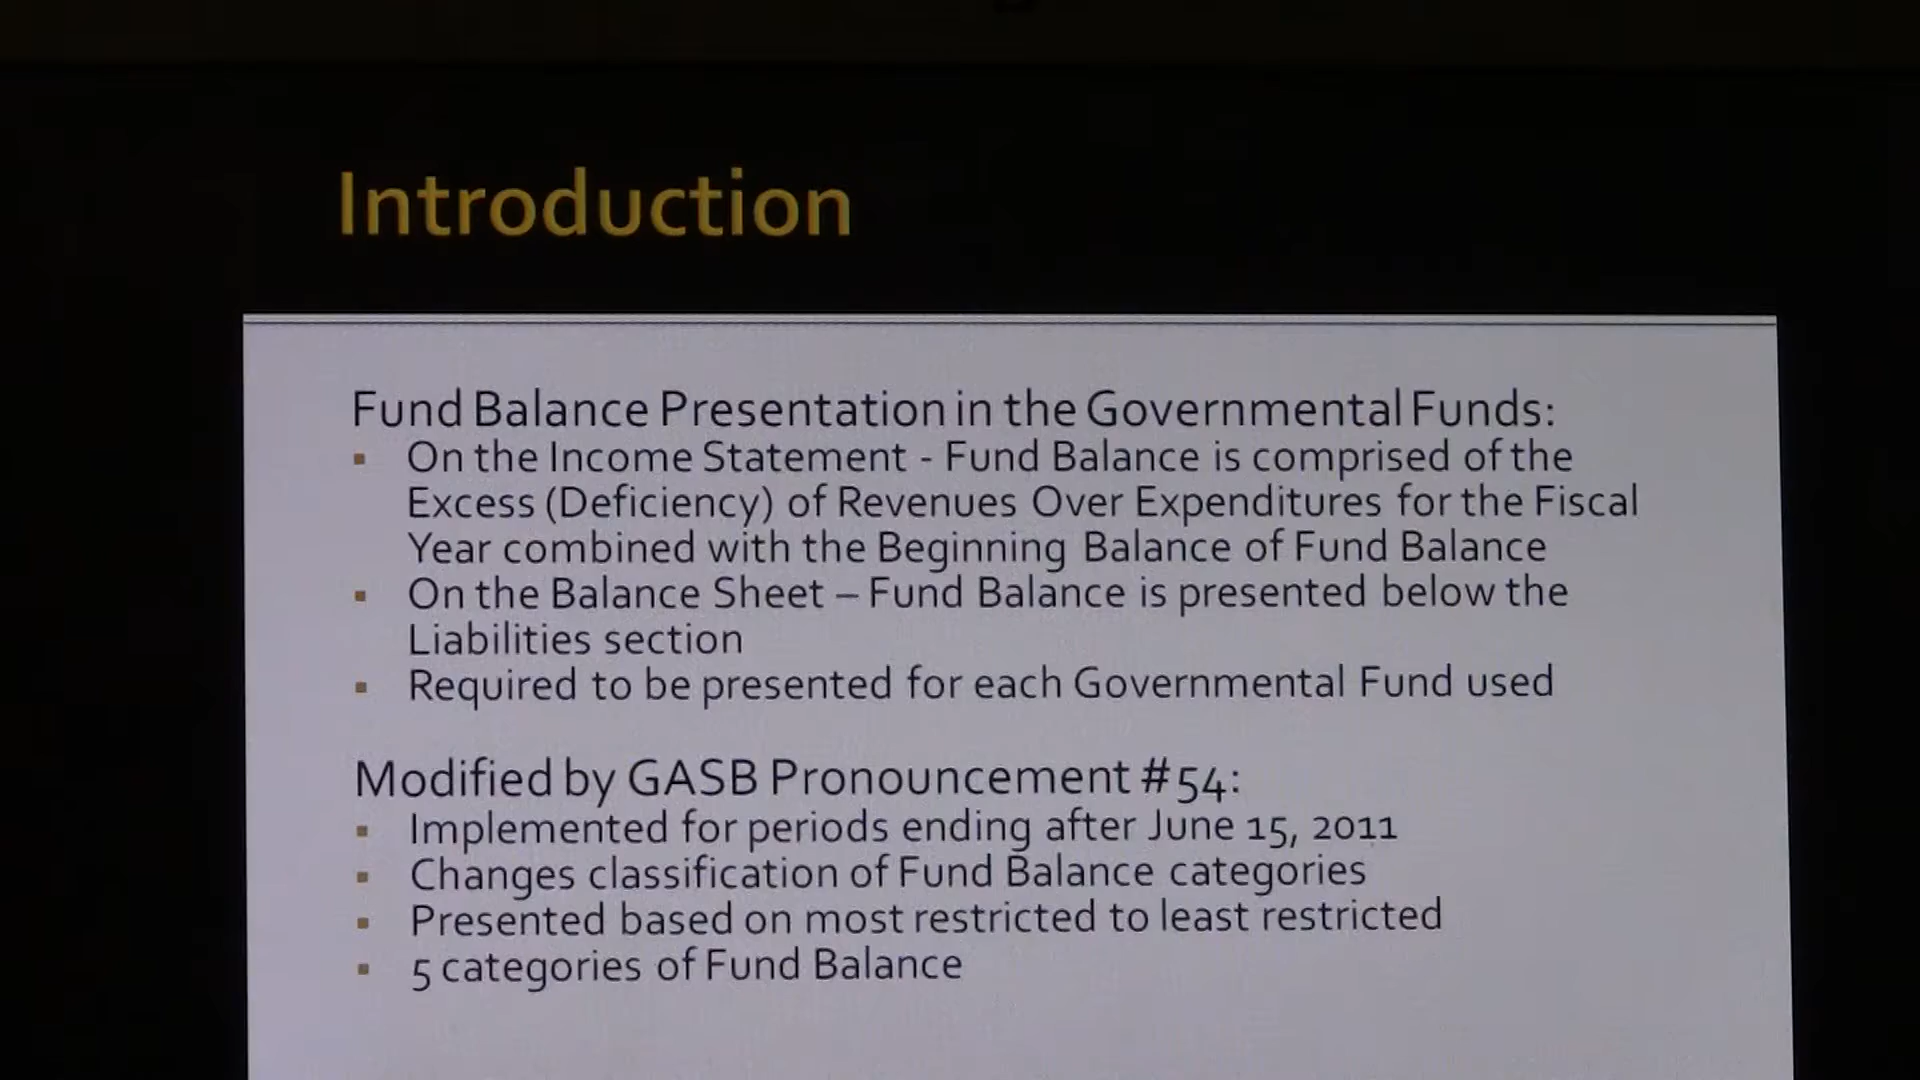 Introduction
Fund Balance Presentation in the Governmental Funds:
▪ On the Income Statement - Fund Balance is comprised of the
Excess (Deficiency) of Revenues Over Expenditures for the Fiscal
Year combined with the Beginning Balance of Fund Balance
▪ On the Balance Sheet – Fund Balance is presented below the
Liabilities section
▪ Required to be presented for each Governmental Fund used
Modified by GASB Pronouncement #54:
▪ Implemented for periods ending after June 15, 2011
▪ Changes classification of Fund Balance categories
▪ Presented based on most restricted to least restricted
▪ 5 categories of Fund Balance